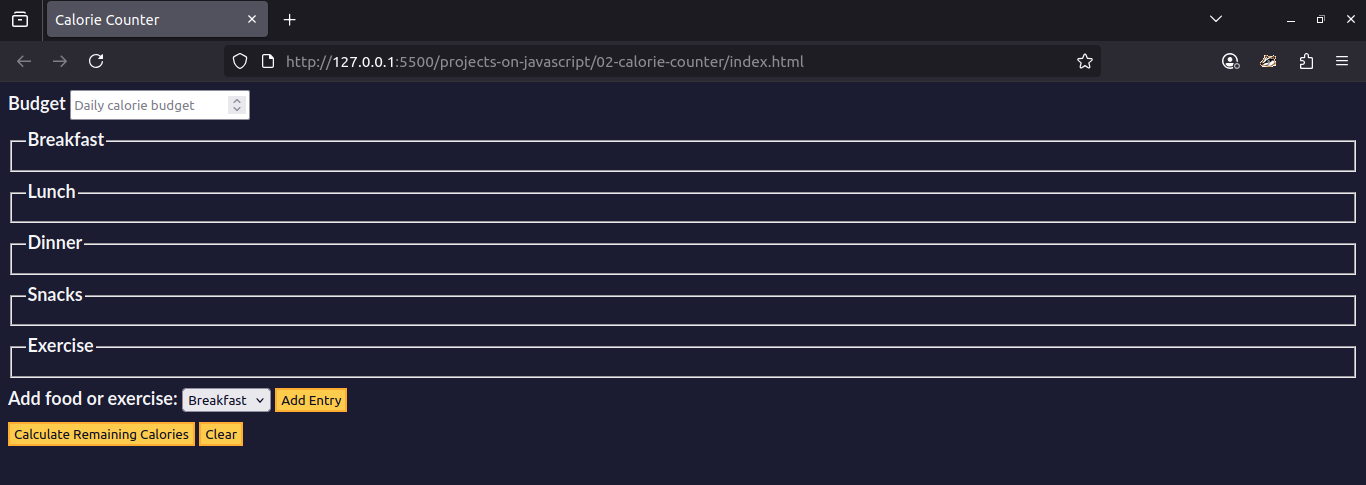 Calorie Counter
http://127.0.0.1:5500/projects-on-javascript/02-calorie-counter/index.html
Budget Daily calorie budget
Breakfast
Lunch
Dinner
Snacks
Exercise
Add food or exercise: Breakfast Add Entry
Calculate Remaining Calories Clear